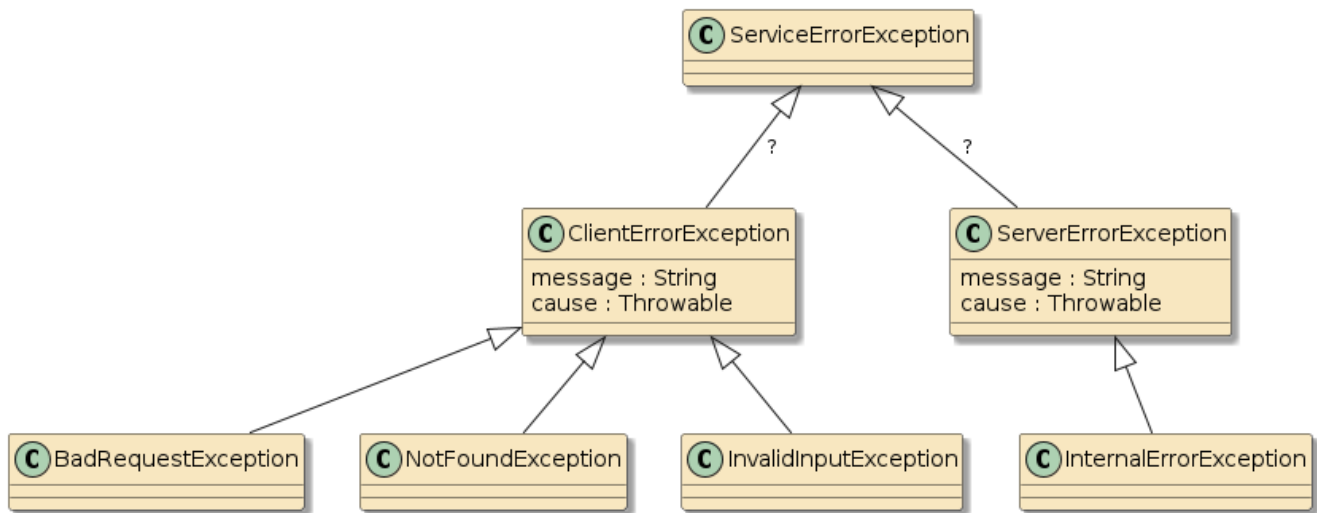 C ServiceErrorException
?
?
C ClientErrorException
message : String
cause : Throwable
C ServerErrorException
message : String
cause : Throwable
C BadRequestException
C NotFoundException
C InvalidInputException
C InternalErrorException